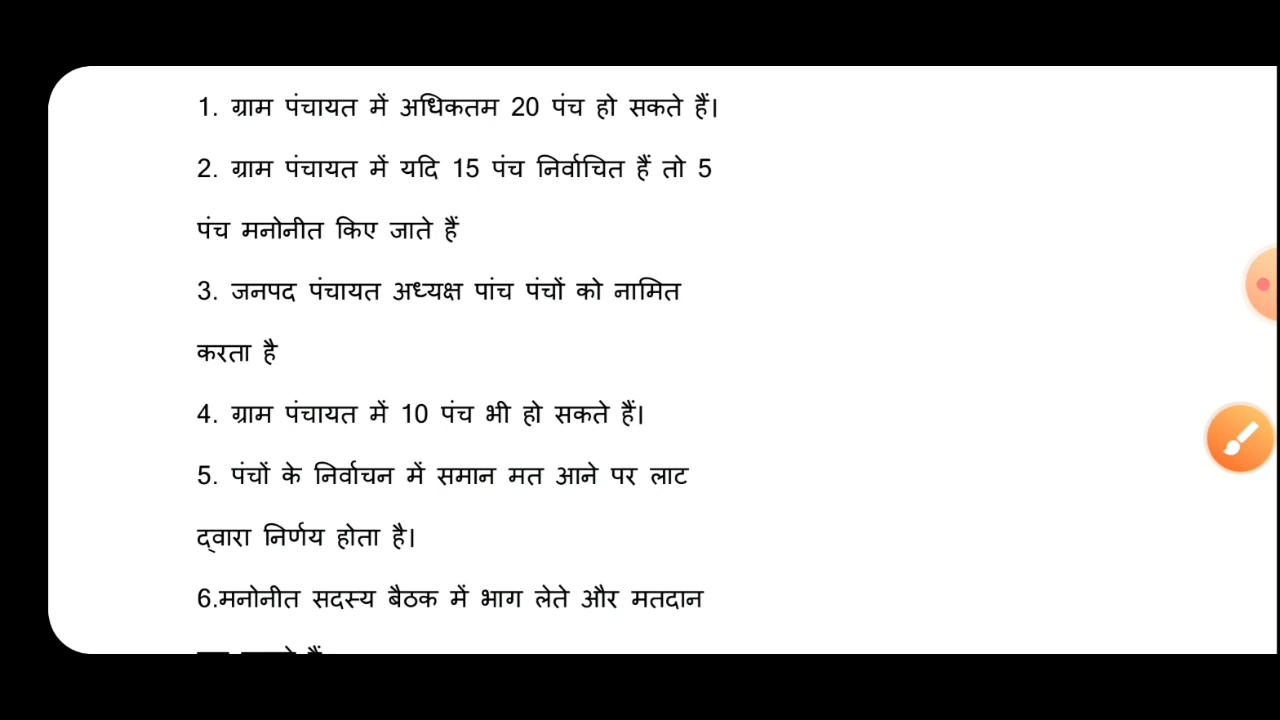 1. ग्राम पंचायत में अधिकतम 20 पंच हो सकते हैं।
2. ग्राम पंचायत में यदि 15 पंच निर्वाचित हैं तो 5
पंच मनोनीत किए जाते हैं
3. जनपद पंचायत अध्यक्ष पांच पंचों को नामित
करता है
4. ग्राम पंचायत में 10 पंच भी हो सकते हैं।
5. पंचों के निर्वाचन में समान मत आने पर लाट
द्वारा निर्णय होता है।
6.मनोनीत सदस्य बैठक में भाग लेते और मतदान